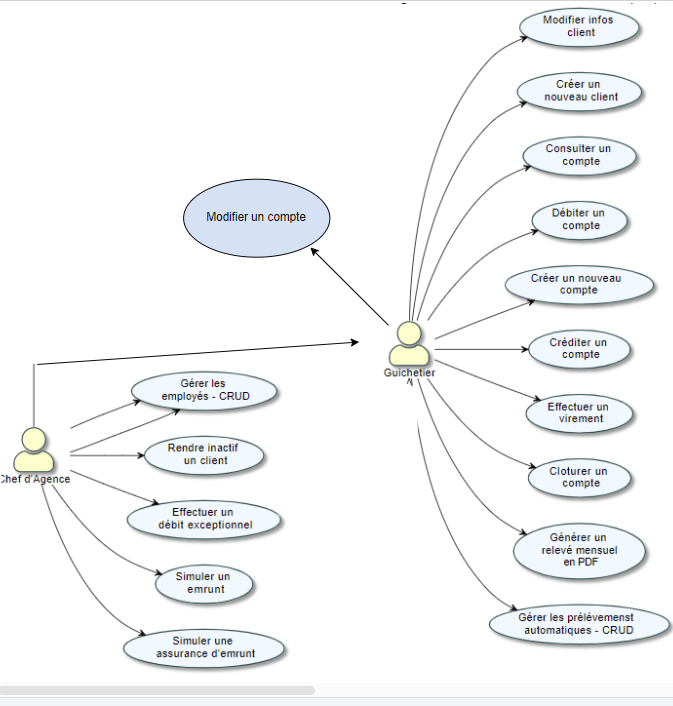 Modifier infos
client
Créer un
nouveau client
Consulter un
compte
Modifier un compte
Débiter un
compte
Créer un nouveau
compte
Créditer un
compte
Guichetier
Gérer les
employés - CRUD
Effectuer un
virement
Rendre inactif
un client
Chef d'Agence
Cloturer un
compte
Effectuer un
débit exceptionnel
Générer un
relevé mensuel
en PDF
Simuler un
emrunt
Gérer les prélévemenst
automatiques - CRUD
Simuler une
assurance d'emrunt